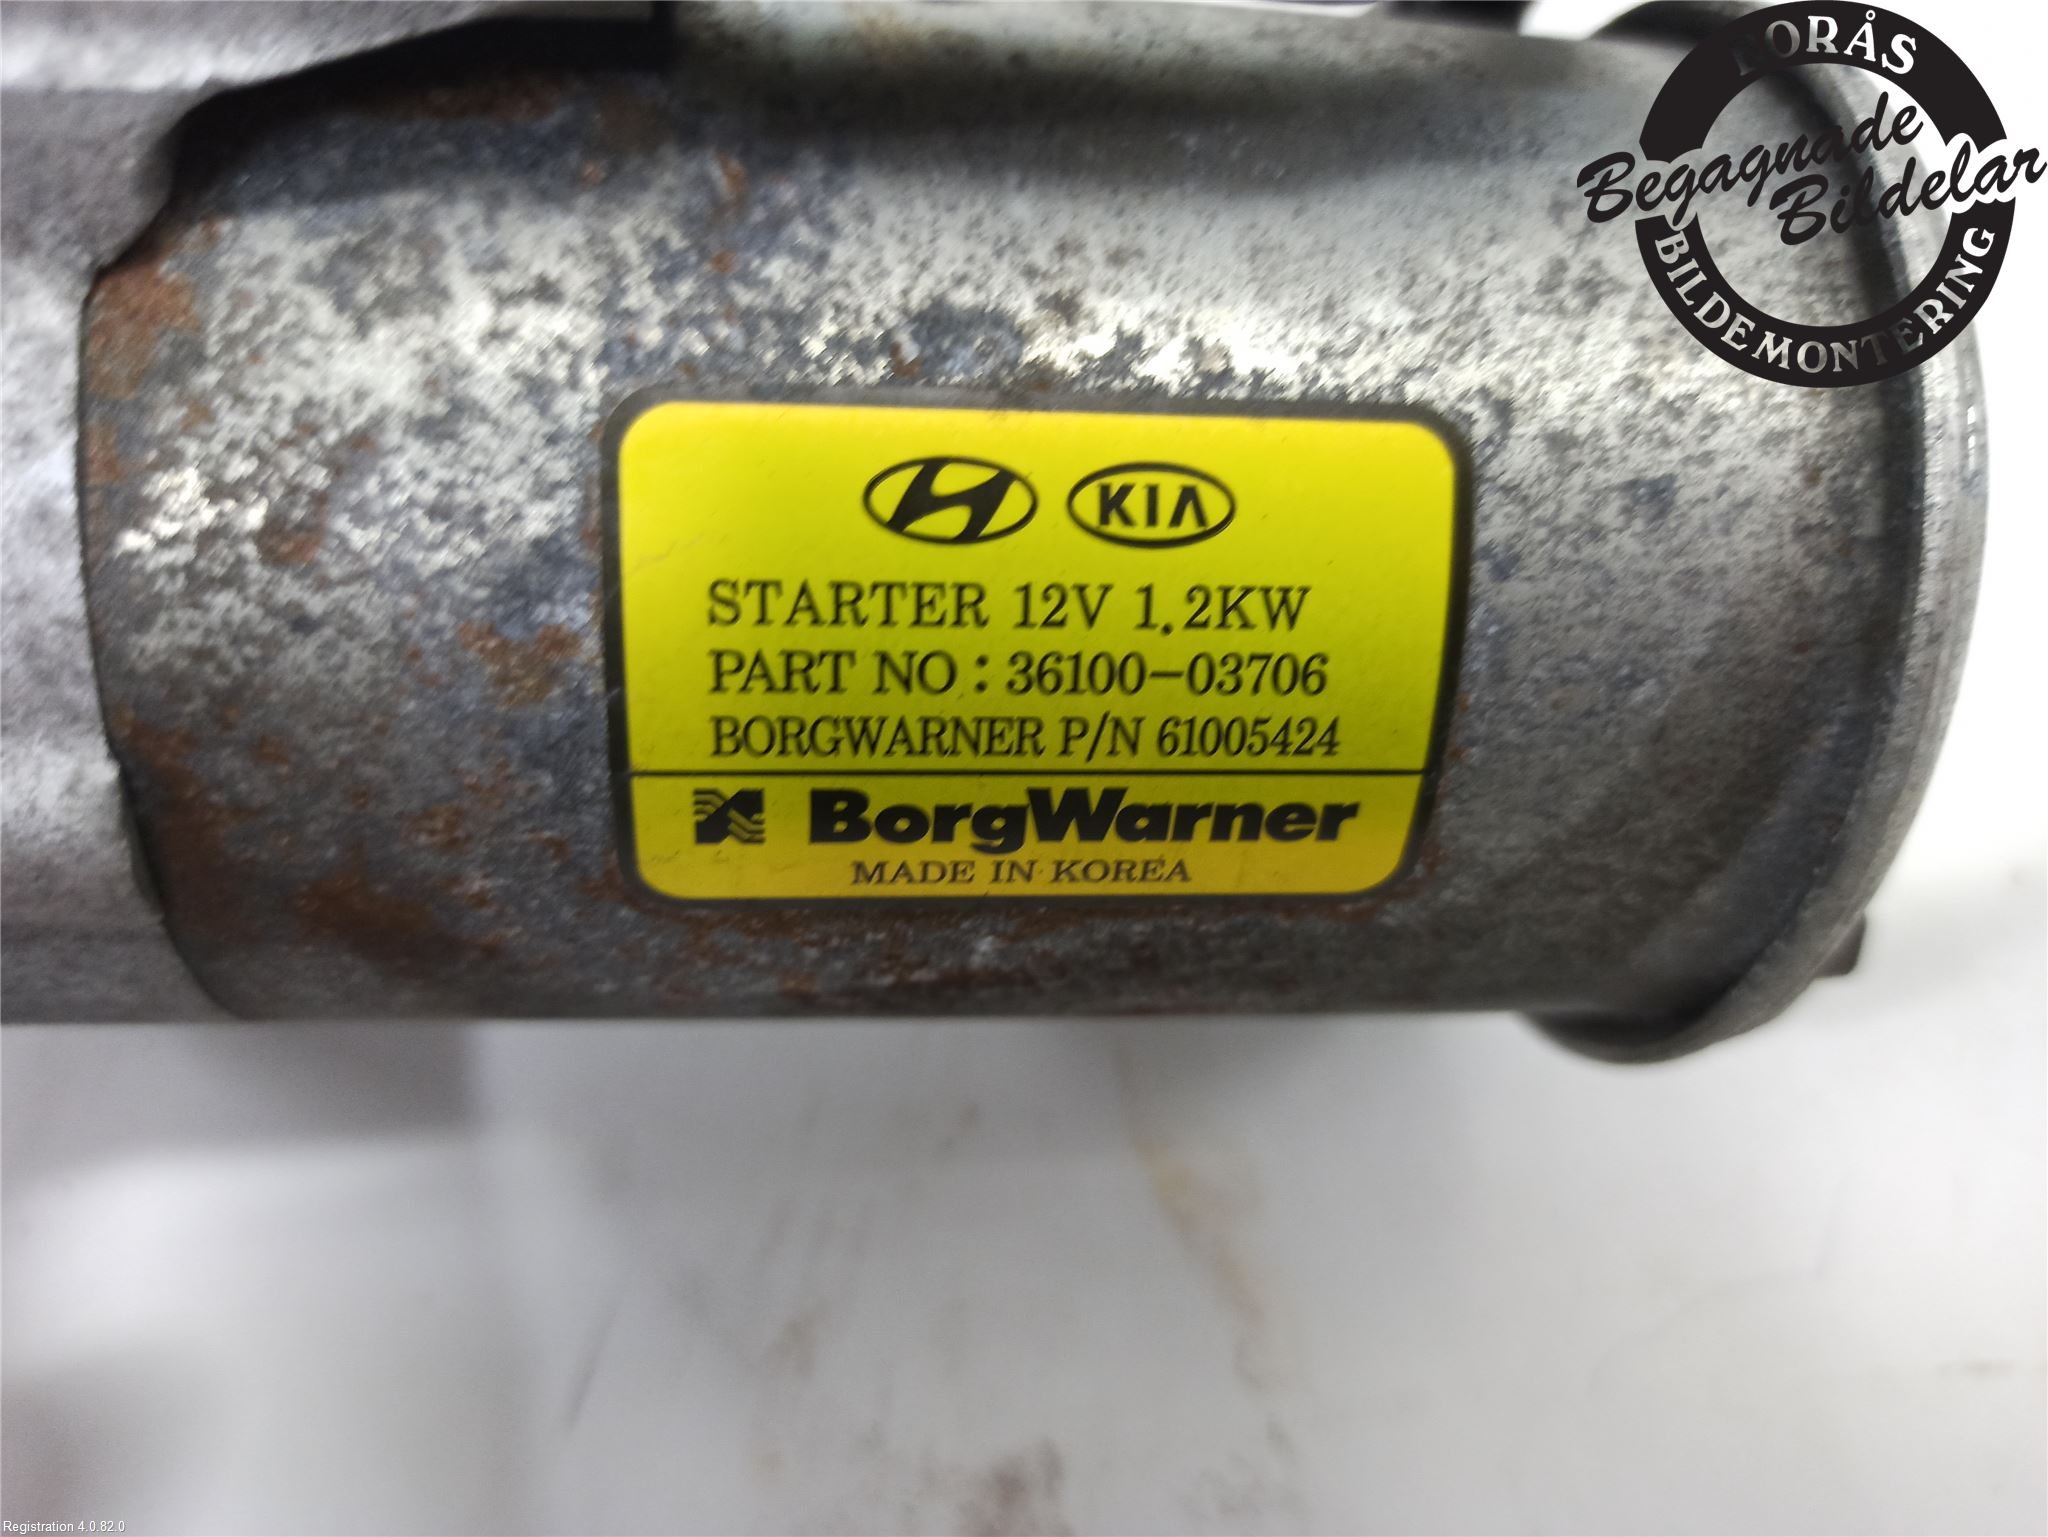 BORÅS
Begagnade
Bildelar
BILDEMONTERING
KIA
STARTER 12V 1.2KW
PART NO : 36100-03706
BORGWARNER P/N 61005424
BorgWarner
MADE IN KOREA
Registration 4.0.82.0